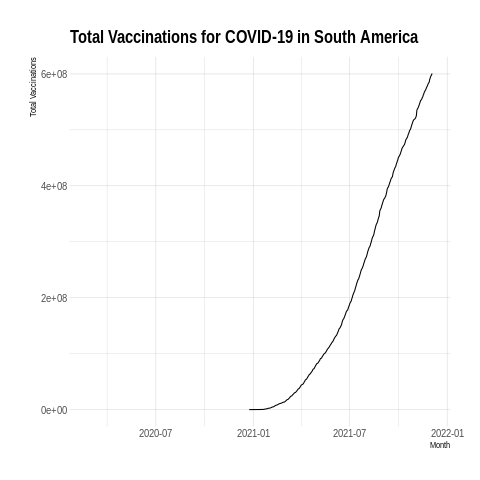 Total Vaccinations for COVID-19 in South America
Total Vaccinations
6e+08
4e+08
2e+08
0e+00
2020-07 2021-01 2021-07 2022-01
Month